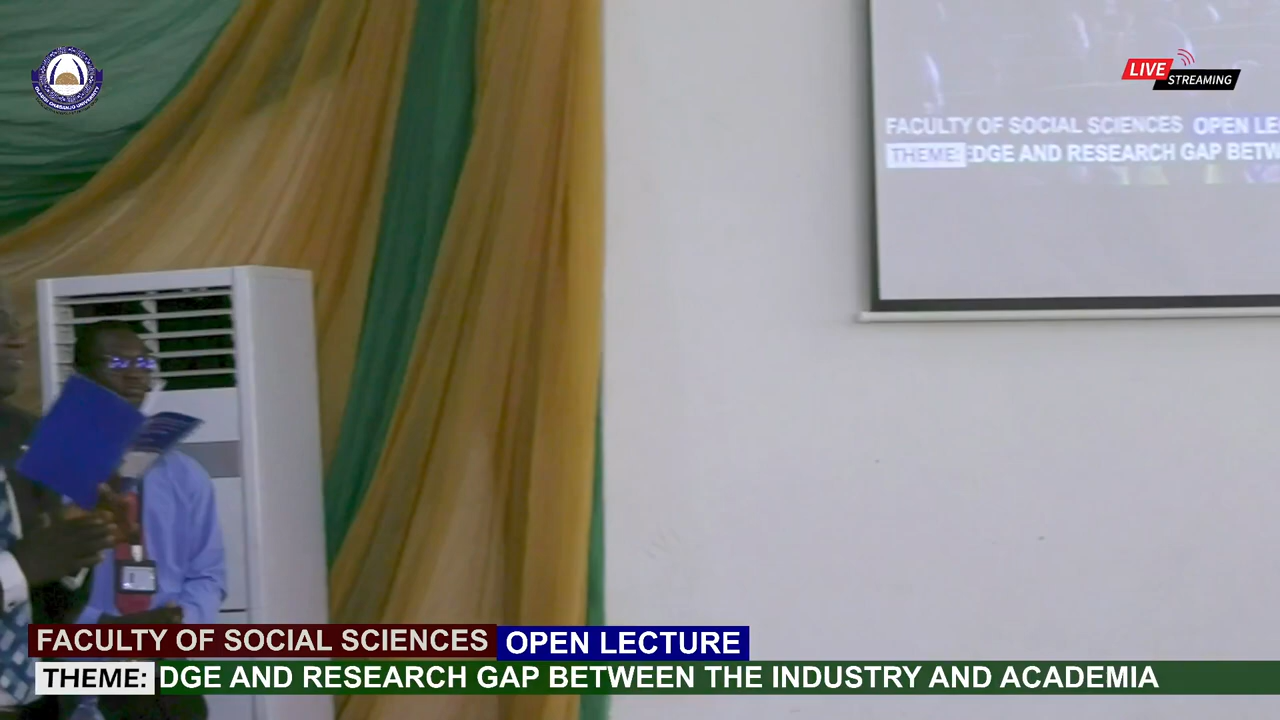 LIVE
STREAMING
FACULTY OF SOCIAL SCIENCES OPEN LE
THEME: EDGE AND RESEARCH GAP BETW
FACULTY OF SOCIAL SCIENCES OPEN LECTURE
THEME: DGE AND RESEARCH GAP BETWEEN THE INDUSTRY AND ACADEMIA